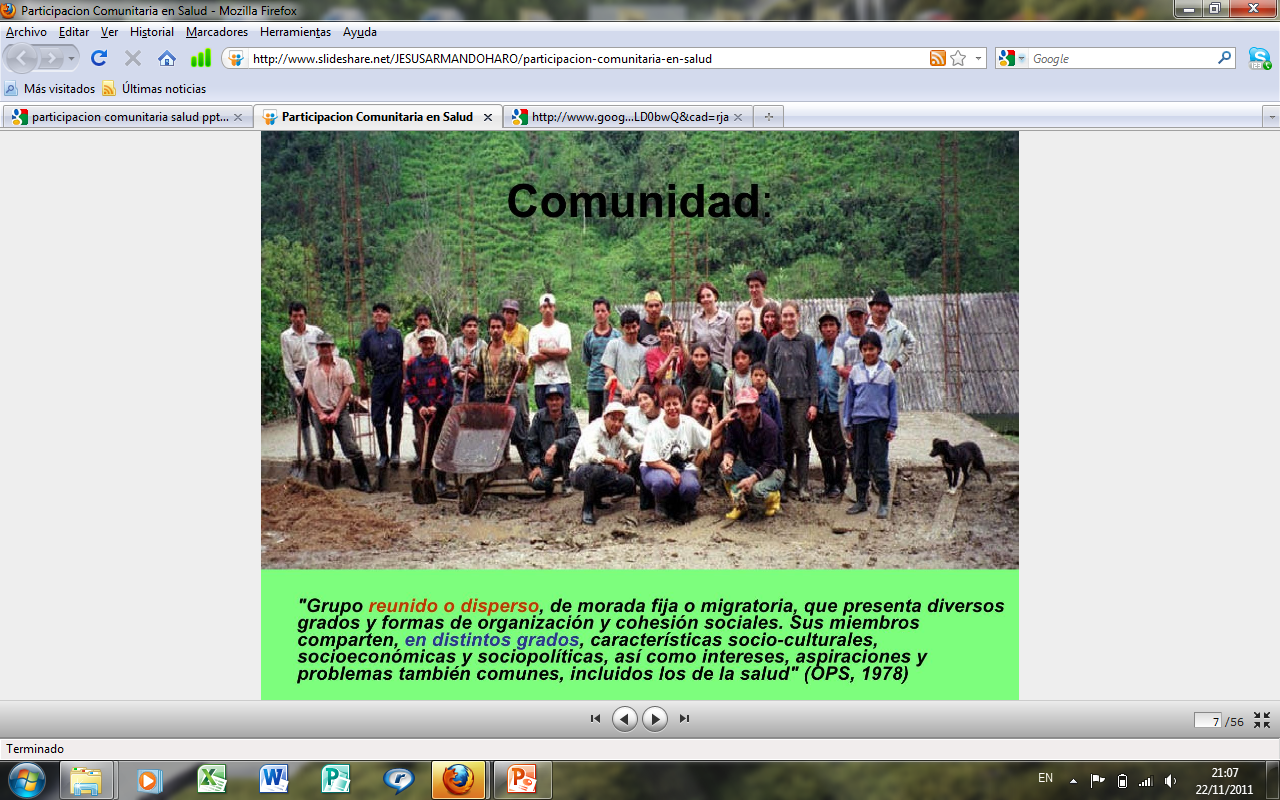 Participacion Comunitaria en Salud - Mozilla Firefox
Archivo Editar Ver Historial Marcadores Herramientas Ayuda
http://www.slideshare.net/JESUSARMANDOHARO/participacion-comunitaria-en-salud
Google
Más visitados Últimas noticias
participacion comunitaria salud ppt... Participacion Comunitaria en Salud http://www.goog...LD0bwQ&cad=rja
Comunidad:
"Grupo reunido o disperso, de morada fija o migratoria, que presenta diversos
grados y formas de organización y cohesión sociales. Sus miembros
comparten, en distintos grados, características socio-culturales,
socioeconómicas y sociopolíticas, así como intereses, aspiraciones y
problemas también comunes, incluidos los de la salud" (OPS, 1978)
7 /56
Terminado
EN
21:07
22/11/2011